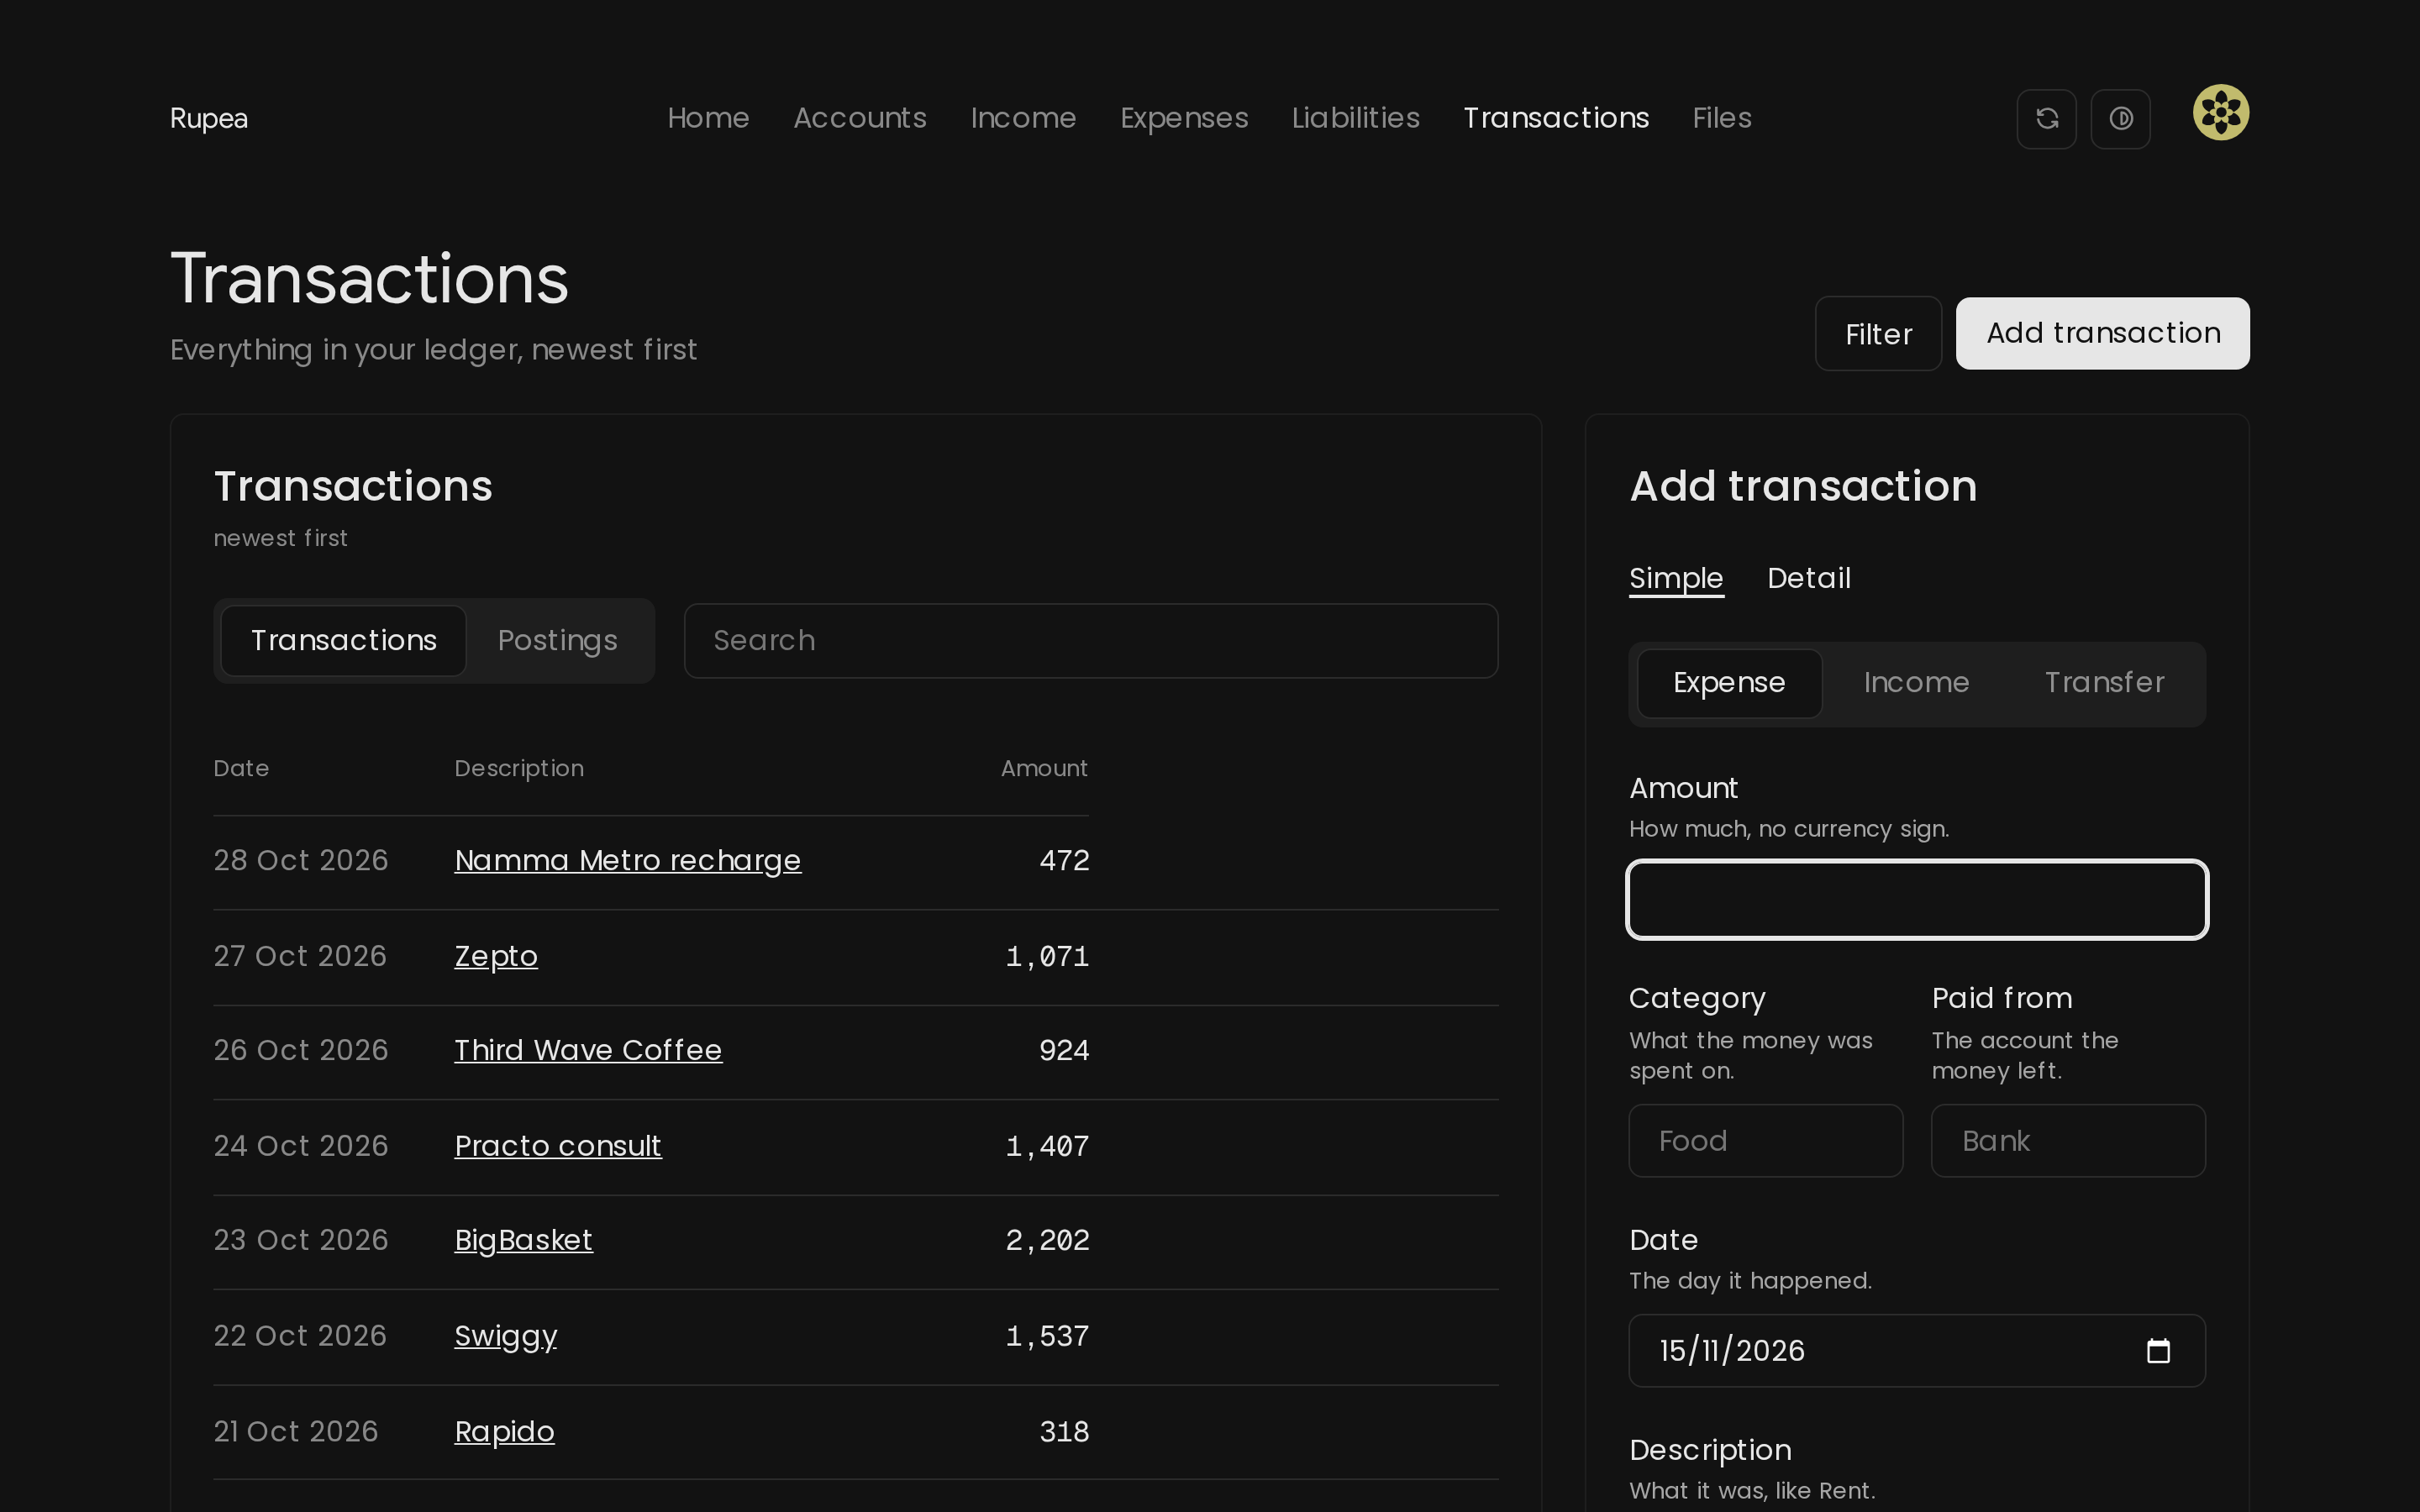 Rupea
Home Accounts Income Expenses Liabilities Transactions Files
Transactions
Everything in your ledger, newest first
Filter
Add transaction
Transactions
newest first
Transactions Postings
Search
Date Description Amount
28 Oct 2026 Namma Metro recharge 472
27 Oct 2026 Zepto 1,071
26 Oct 2026 Third Wave Coffee 924
24 Oct 2026 Practo consult 1,407
23 Oct 2026 BigBasket 2,202
22 Oct 2026 Swiggy 1,537
21 Oct 2026 Rapido 318
Add transaction
Simple Detail
Expense Income Transfer
Amount
How much, no currency sign.
Category
What the money was
spent on.
Food
Paid from
The account the
money left.
Bank
Date
The day it happened.
15/11/2026
Description
What it was, like Rent.